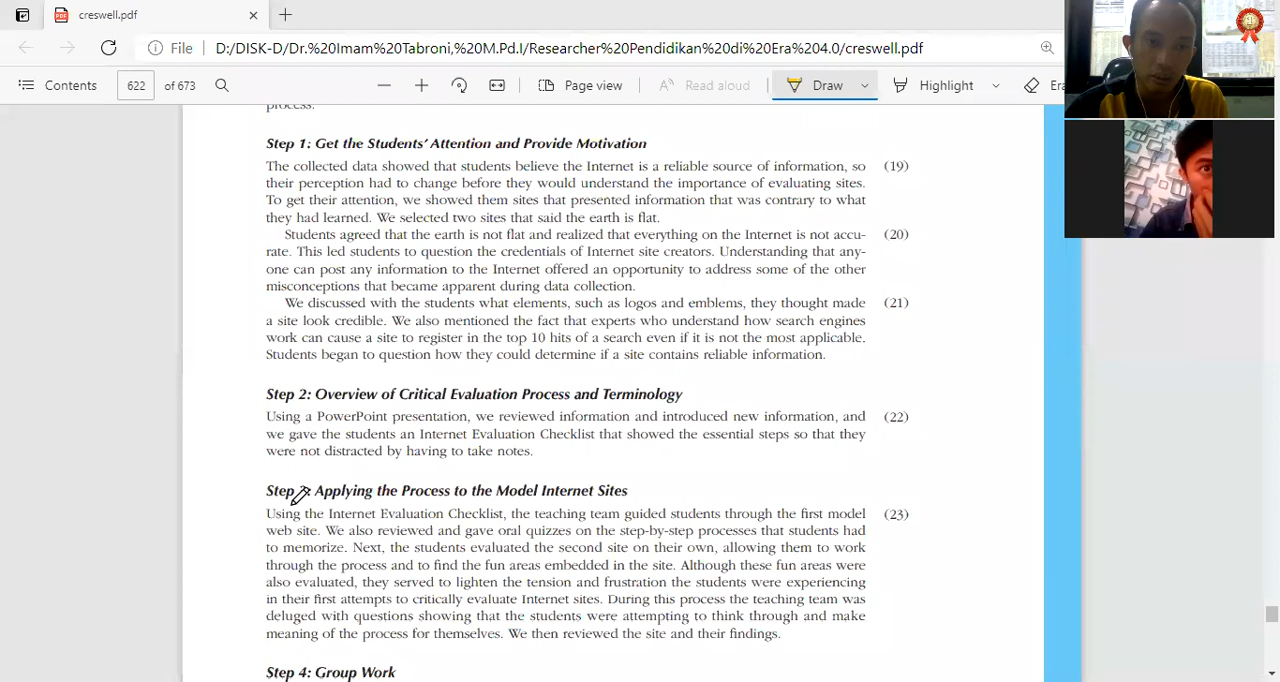 creswell.pdf
File D:/DISK-D/Dr.%20Imam%20Tabroni,%20M.Pd.I/Researcher%20Pendidikan%20di%20Era%204.0/creswell.pdf
Contents 622 of 673 Page view Read aloud Draw Highlight Era
process.
Step 1: Get the Students' Attention and Provide Motivation
The collected data showed that students believe the Internet is a reliable source of information, so (19)
their perception had to change before they would understand the importance of evaluating sites.
To get their attention, we showed them sites that presented information that was contrary to what
they had learned. We selected two sites that said the earth is flat.
Students agreed that the earth is not flat and realized that everything on the Internet is not accu- (20)
rate. This led students to question the credentials of Internet site creators. Understanding that any-
one can post any information to the Internet offered an opportunity to address some of the other
misconceptions that became apparent during data collection.
We discussed with the students what elements, such as logos and emblems, they thought made (21)
a site look credible. We also mentioned the fact that experts who understand how search engines
work can cause a site to register in the top 10 hits of a search even if it is not the most applicable.
Students began to question how they could determine if a site contains reliable information.
Step 2: Overview of Critical Evaluation Process and Terminology
Using a PowerPoint presentation, we reviewed information and introduced new information, and (22)
we gave the students an Internet Evaluation Checklist that showed the essential steps so that they
were not distracted by having to take notes.
Step 3: Applying the Process to the Model Internet Sites
Using the Internet Evaluation Checklist, the teaching team guided students through the first model (23)
web site. We also reviewed and gave oral quizzes on the step-by-step processes that students had
to memorize. Next, the students evaluated the second site on their own, allowing them to work
through the process and to find the fun areas embedded in the site. Although these fun areas were
also evaluated, they served to lighten the tension and frustration the students were experiencing
in their first attempts to critically evaluate Internet sites. During this process the teaching team was
deluged with questions showing that the students were attempting to think through and make
meaning of the process for themselves. We then reviewed the site and their findings.
Step 4: Group Work